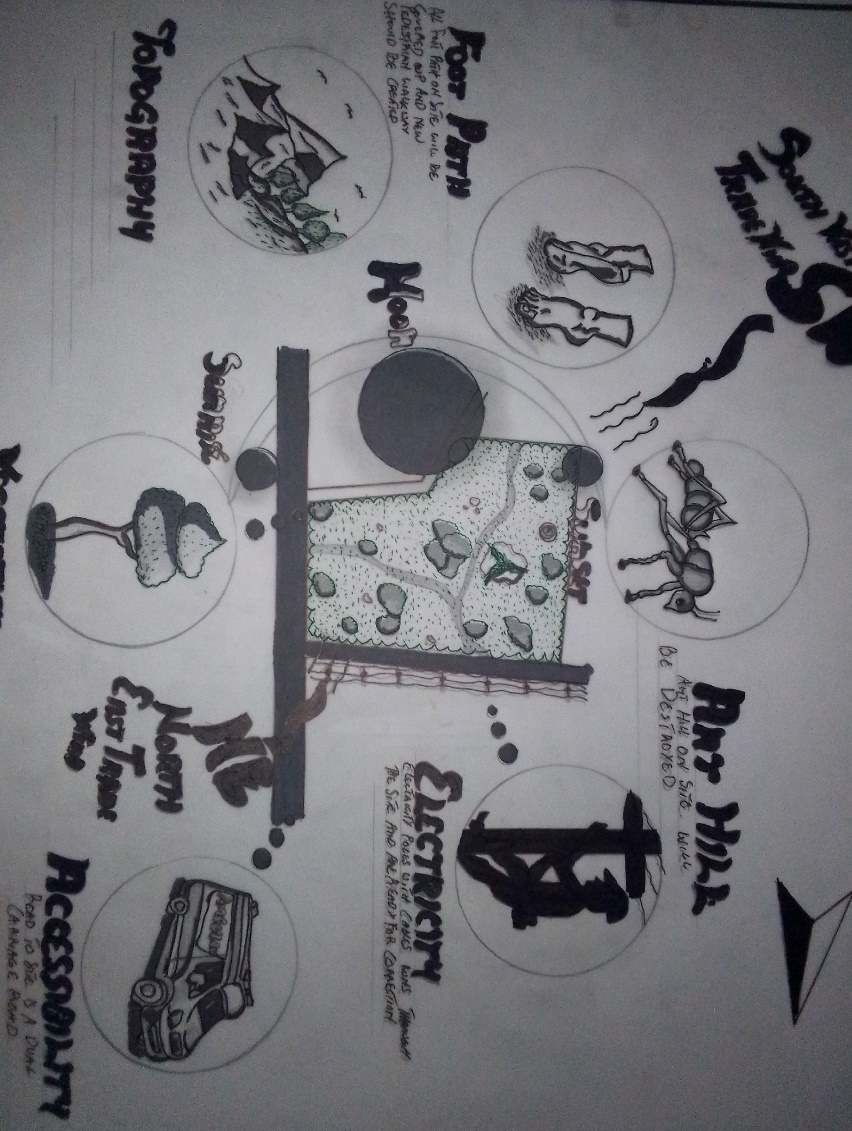 SOUTH WEST
TRADE WIND
SW
FOOT PATH
ALL FOOT PATH ON SITE WILL BE
COVERED OUP AND NEW
PEDESTRIAN WALKWAY
SHOULD BE CREATED
TOPOGRAPHY
MOON
SUNRISE
SUNSET
ANT HILL
ANT HILL ON SITE WILL
BE DESTROYED
ELECTRICITY
ELECTRICITY POLES WITH CABLES RUNS THROUGH
THE SITE AND ARE READY FOR CONNECTION
NE
NORTH
EAST TRADE
WIND
ACCESSIBILITY
ROAD TO SITE IS A DUAL
CARRIAGE ROAD